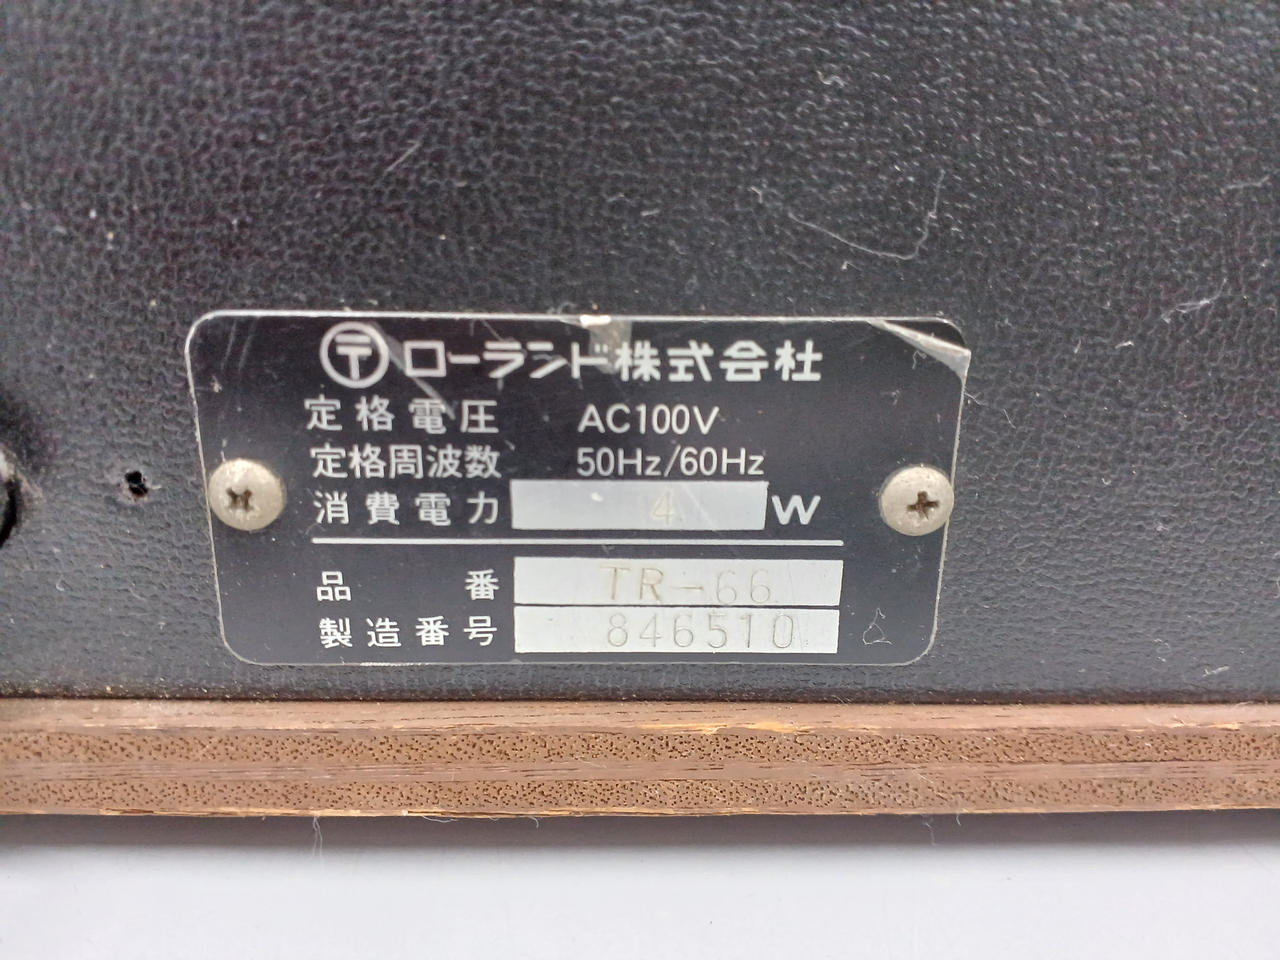 〶ローランド株式会社
定格電圧 AC100V
定格周波数 50Hz/60Hz
消費電力 4 W
品番 TR-66
製造番号 846510